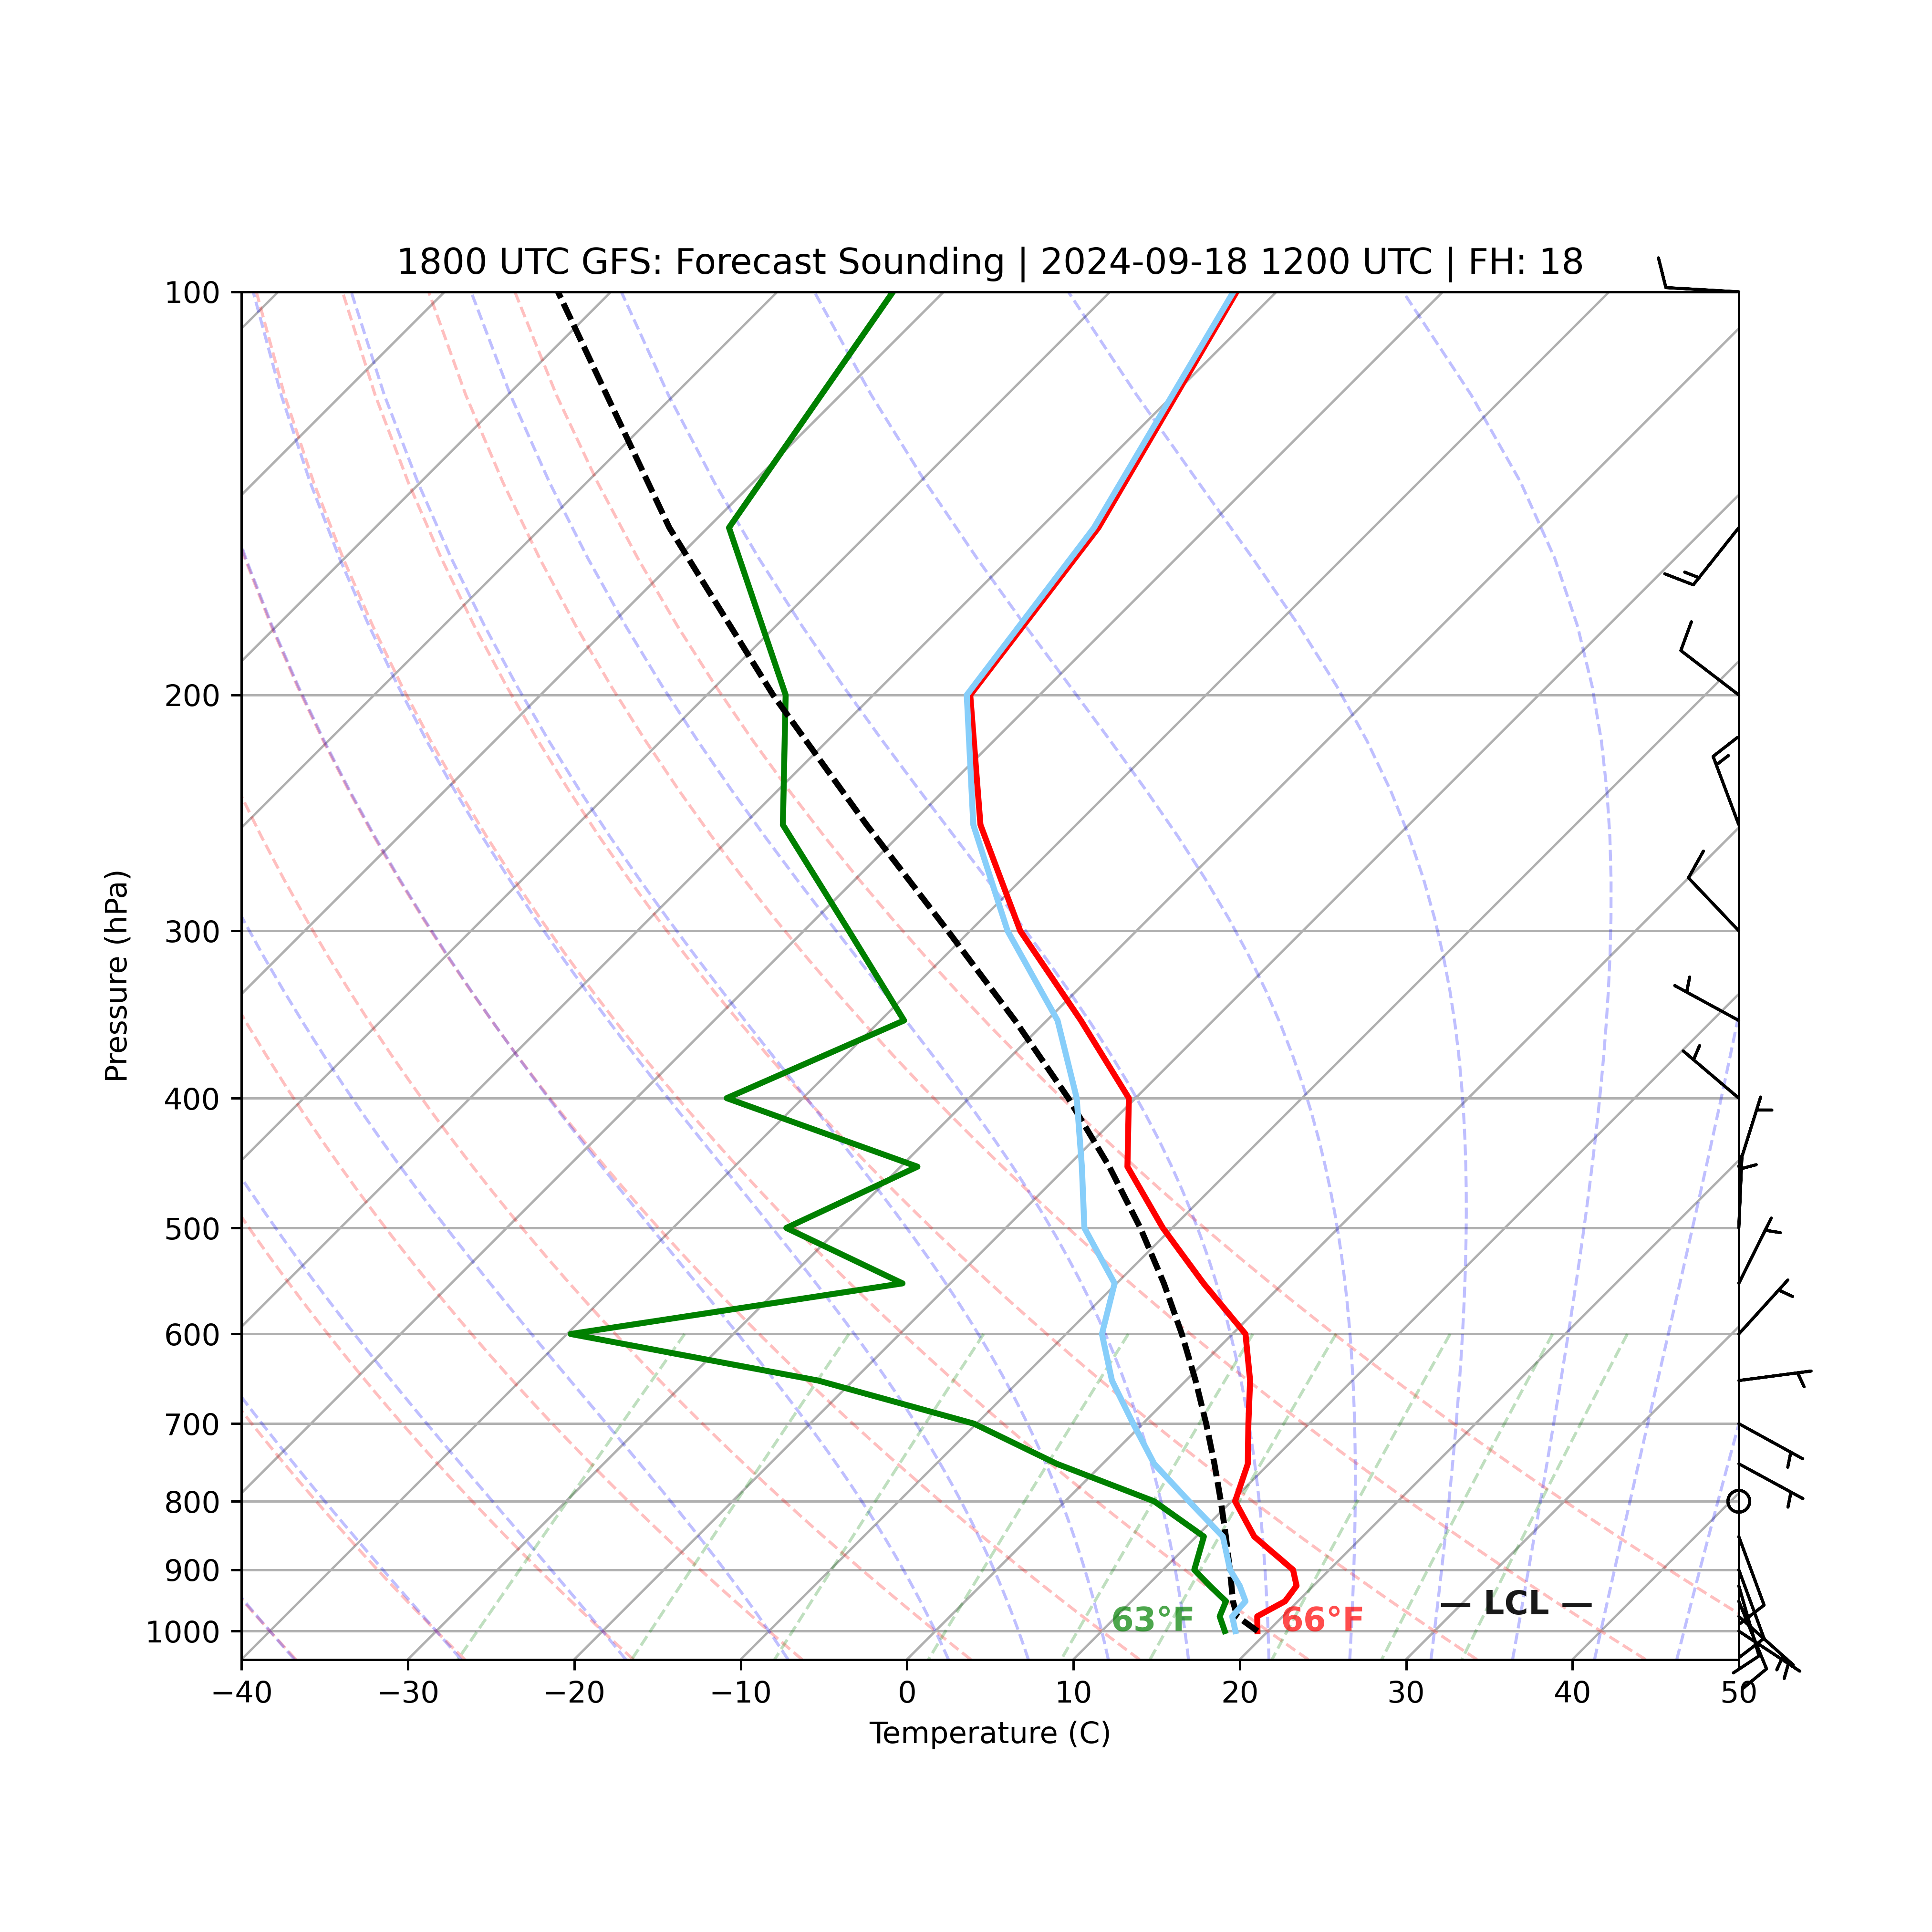 1800 UTC GFS: Forecast Sounding | 2024-09-18 1200 UTC | FH: 18
100
200
300
400
500
600
700
800
900
1000
Pressure (hPa)
63°F
66°F
— LCL —
−40 −30 −20 −10 0 10 20 30 40 50
Temperature (C)